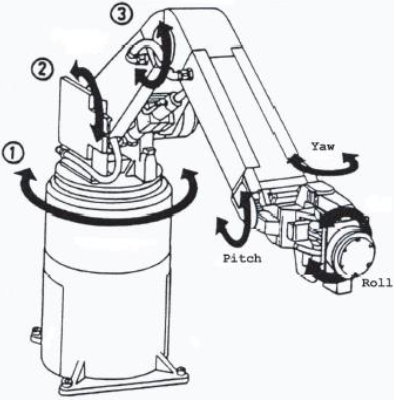 ③
②
①
Yaw
Pitch
Roll